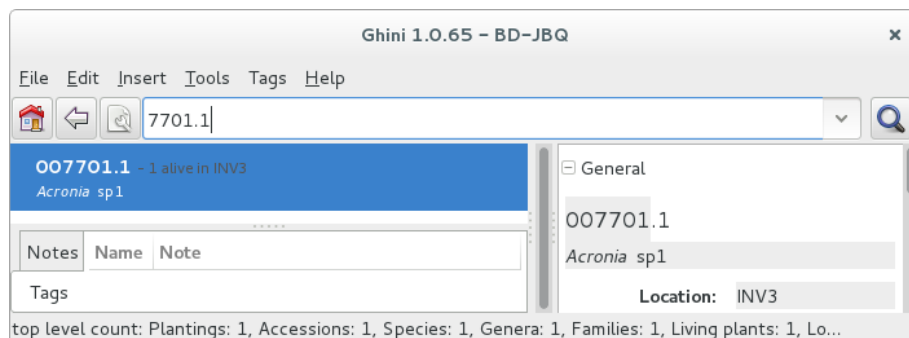 Ghini 1.0.65 – BD-JBQ
File Edit Insert Tools Tags Help
7701.1
007701.1 – 1 alive in INV3
Acronia sp1
Notes Name Note
Tags
General
007701.1
Acronia sp1
Location: INV3
top level count: Plantings: 1, Accessions: 1, Species: 1, Genera: 1, Families: 1, Living plants: 1, Lo...